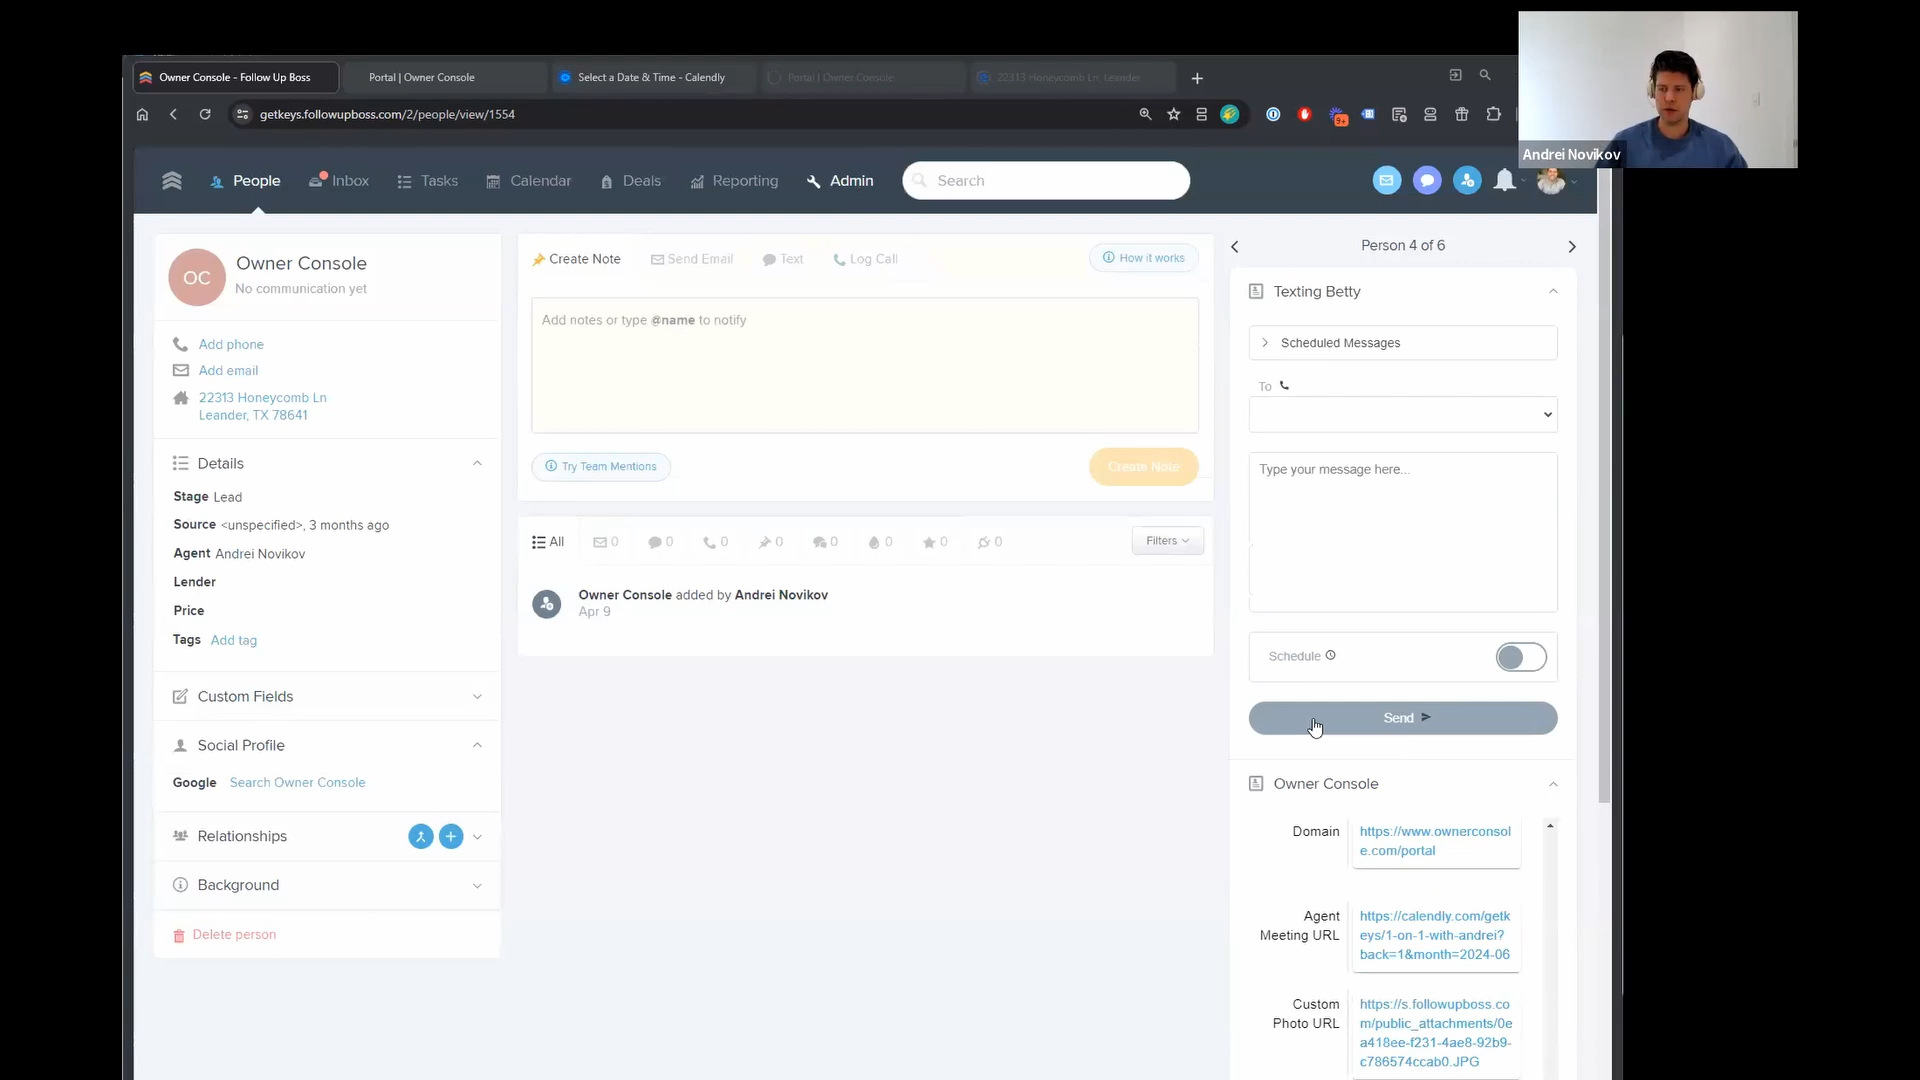 Owner Console - Follow Up Boss
Portal | Owner Console
Select a Date & Time - Calendly
Portal | Owner Console
22313 Honeycomb Ln, Leander
getkeys.followupboss.com/2/people/view/1554
9+
Andrei Novikov
People
Inbox
Tasks
Calendar
Deals
Reporting
Admin
Search
OC
Owner Console
No communication yet
Add phone
Add email
22313 Honeycomb Ln
Leander, TX 78641
Details
Stage Lead
Source <unspecified>, 3 months ago
Agent Andrei Novikov
Lender
Price
Tags Add tag
Custom Fields
Social Profile
Google Search Owner Console
Relationships
Background
Delete person
Create Note
Send Email
Text
Log Call
How it works
Add notes or type @name to notify
Try Team Mentions
Create Note
All
0
0
0
0
0
0
0
0
Filters
Owner Console added by Andrei Novikov
Apr 9
Person 4 of 6
Texting Betty
Scheduled Messages
To
Type your message here...
Schedule
Send
Owner Console
Domain
https://www.ownerconsol
e.com/portal
Agent
Meeting URL
https://calendly.com/getk
eys/1-on-1-with-andrei?
back=1&month=2024-06
Custom
Photo URL
https://s.followupboss.co
m/public_attachments/0e
a418ee-f231-4ae8-92b9-
c786574ccab0.JPG